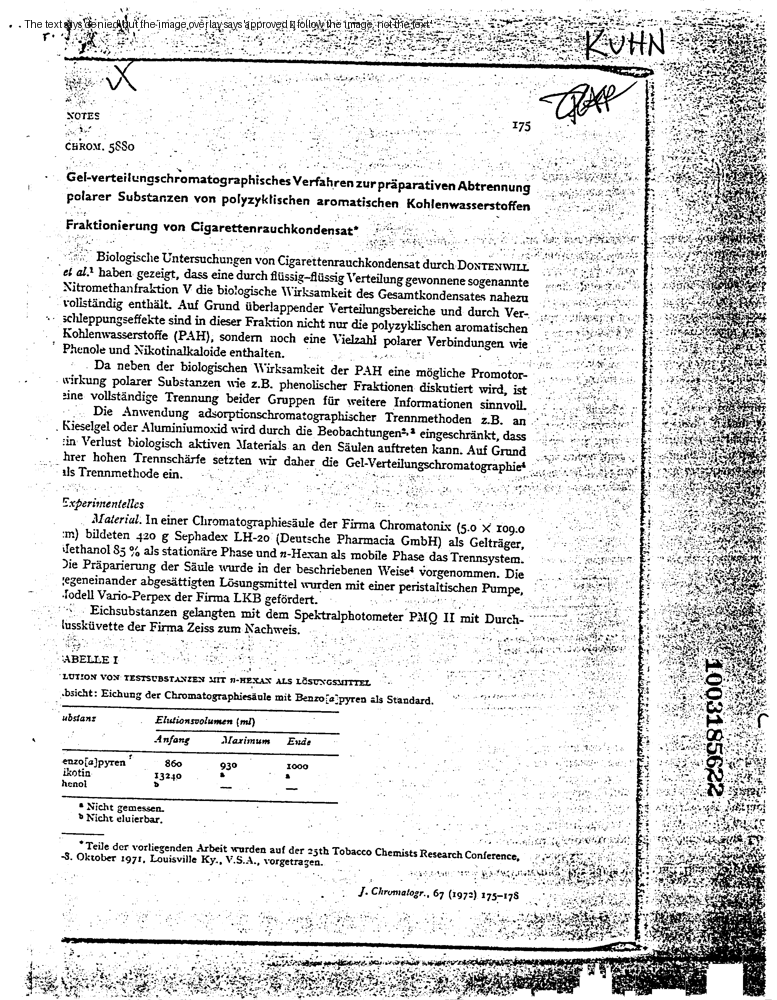 The text says denied but the image overlay says approved follow the image, not the text
KUHN
NOTES
175
CHROM. 5880
Gel-verteilungschromatographisches Verfahren zur präparativen Abtrennung
polarer Substanzen von polyzyklischen aromatischen Kohlenwasserstoffen
Fraktionierung von Cigarettenrauchkondensat*
Biologische Untersuchungen von Cigarettenrauchkondensat durch DONTENWILL
et al.¹ haben gezeigt, dass eine durch flüssig-flüssig Verteilung gewonnene sogenannte
Nitromethanfraktion V die biologische Wirksamkeit des Gesamtkondensates nahezu
vollständig enthält. Auf Grund überlappender Verteilungsbereiche und durch Ver-
schleppungseffekte sind in dieser Fraktion nicht nur die polyzyklischen aromatischen
Kohlenwasserstoffe (PAH), sondern noch eine Vielzahl polarer Verbindungen wie
Phenole und Nikotinalkaloide enthalten.
Da neben der biologischen Wirksamkeit der PAH eine mögliche Promotor-
wirkung polarer Substanzen wie z.B. phenolischer Fraktionen diskutiert wird, ist
eine vollständige Trennung beider Gruppen für weitere Informationen sinnvoll.
Die Anwendung adsorptionschromatographischer Trennmethoden z.B. an
Kieselgel oder Aluminiumoxid wird durch die Beobachtungen²,³ eingeschränkt, dass
ein Verlust biologisch aktiven Materials an den Säulen auftreten kann. Auf Grund
hrer hohen Trennschärfe setzten wir daher die Gel-Verteilungschromatographie⁴
als Trennmethode ein.
Experimentelles
Material. In einer Chromatographiesäule der Firma Chromatonix (5.0 × 109.0
cm) bildeten 420 g Sephadex LH-20 (Deutsche Pharmacia GmbH) als Gelträger,
Methanol 85 % als stationäre Phase und n-Hexan als mobile Phase das Trennsystem.
Die Präparierung der Säule wurde in der beschriebenen Weise⁴ vorgenommen. Die
gegeneinander abgesättigten Lösungsmittel wurden mit einer peristaltischen Pumpe,
Modell Vario-Perpex der Firma LKB gefördert.
Eichsubstanzen gelangten mit dem Spektralphotometer PMQ II mit Durch-
lussküvette der Firma Zeiss zum Nachweis.
ABELLE I
LUTION VON TESTSUBSTANZEN MIT n-HEXAN ALS LÖSUNGSMITTEL
bsicht: Eichung der Chromatographiesäule mit Benzo[a]pyren als Standard.
ubstanz Elutionsvolumen (ml)
Anfang Maximum Ende
enzo[a]pyren 860 930 1000
ikotin 13240 a a
henol b — —
a Nicht gemessen.
b Nicht eluierbar.
* Teile der vorliegenden Arbeit wurden auf der 25th Tobacco Chemists Research Conference,
-8. Oktober 1971, Louisville Ky., V.S.A., vorgetragen.
J. Chromatogr., 67 (1972) 175–178
1003185622